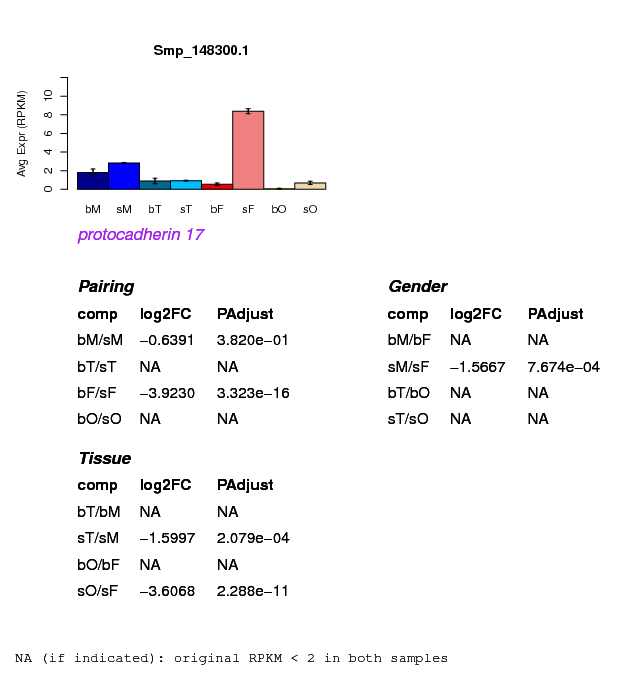 Smp_148300.1
Avg Expr (RPKM)
10
8
6
4
2
0
bM sM bT sT bF sF bO sO
protocadherin 17
Pairing
comp log2FC PAdjust
bM/sM −0.6391 3.820e−01
bT/sT NA NA
bF/sF −3.9230 3.323e−16
bO/sO NA NA
Gender
comp log2FC PAdjust
bM/bF NA NA
sM/sF −1.5667 7.674e−04
bT/bO NA NA
sT/sO NA NA
Tissue
comp log2FC PAdjust
bT/bM NA NA
sT/sM −1.5997 2.079e−04
bO/bF NA NA
sO/sF −3.6068 2.288e−11
NA (if indicated): original RPKM < 2 in both samples